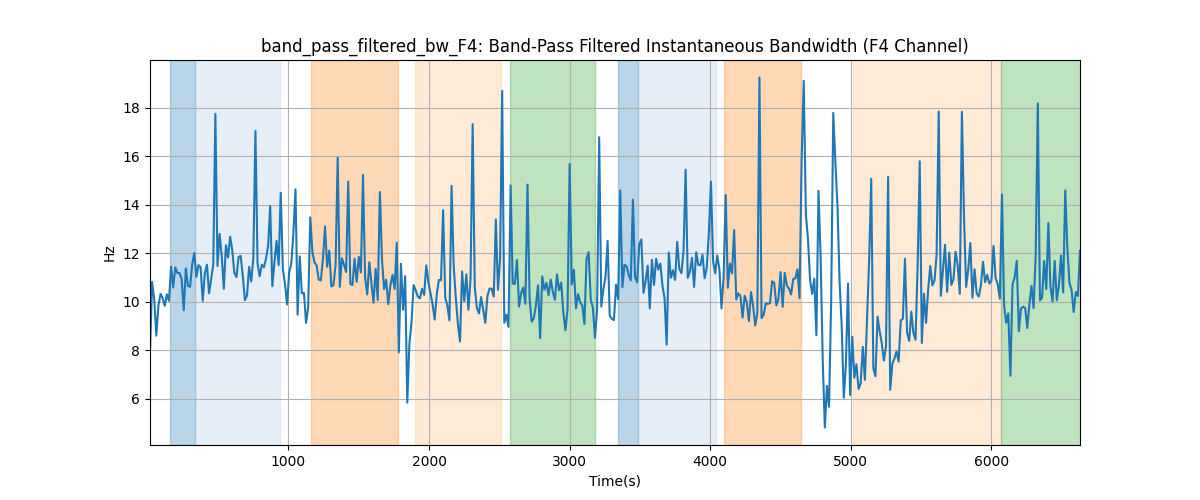 band_pass_filtered_bw_F4: Band-Pass Filtered Instantaneous Bandwidth (F4 Channel)
18
16
14
12
10
8
6
Hz
1000 2000 3000 4000 5000 6000
Time(s)